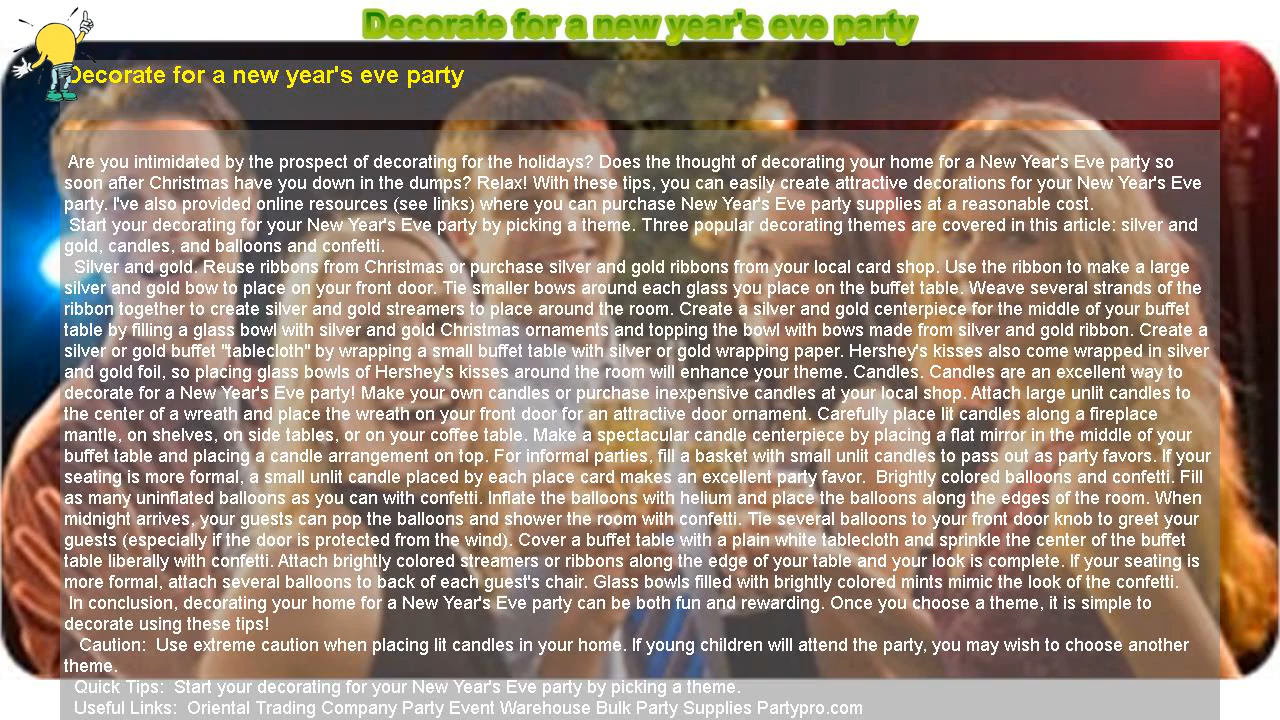 Decorate for a new year's eve party
Decorate for a new year's eve party
Are you intimidated by the prospect of decorating for the holidays? Does the thought of decorating your home for a New Year's Eve party so
soon after Christmas have you down in the dumps? Relax! With these tips, you can easily create attractive decorations for your New Year's Eve
party. I've also provided online resources (see links) where you can purchase New Year's Eve party supplies at a reasonable cost.
Start your decorating for your New Year's Eve party by picking a theme. Three popular decorating themes are covered in this article: silver and
gold, candles, and balloons and confetti.
Silver and gold. Reuse ribbons from Christmas or purchase silver and gold ribbons from your local card shop. Use the ribbon to make a large
silver and gold bow to place on your front door. Tie smaller bows around each glass you place on the buffet table. Weave several strands of the
ribbon together to create silver and gold streamers to place around the room. Create a silver and gold centerpiece for the middle of your buffet
table by filling a glass bowl with silver and gold Christmas ornaments and topping the bowl with bows made from silver and gold ribbon. Create a
silver or gold buffet "tablecloth" by wrapping a small buffet table with silver or gold wrapping paper. Hershey's kisses also come wrapped in silver
and gold foil, so placing glass bowls of Hershey's kisses around the room will enhance your theme. Candles. Candles are an excellent way to
decorate for a New Year's Eve party! Make your own candles or purchase inexpensive candles at your local shop. Attach large unlit candles to
the center of a wreath and place the wreath on your front door for an attractive door ornament. Carefully place lit candles along a fireplace
mantle, on shelves, on side tables, or on your coffee table. Make a spectacular candle centerpiece by placing a flat mirror in the middle of your
buffet table and placing a candle arrangement on top. For informal parties, fill a basket with small unlit candles to pass out as party favors. If your
seating is more formal, a small unlit candle placed by each place card makes an excellent party favor.  Brightly colored balloons and confetti. Fill
as many uninflated balloons as you can with confetti. Inflate the balloons with helium and place the balloons along the edges of the room. When
midnight arrives, your guests can pop the balloons and shower the room with confetti. Tie several balloons to your front door knob to greet your
guests (especially if the door is protected from the wind). Cover a buffet table with a plain white tablecloth and sprinkle the center of the buffet
table liberally with confetti. Attach brightly colored streamers or ribbons along the edge of your table and your look is complete. If your seating is
more formal, attach several balloons to back of each guest's chair. Glass bowls filled with brightly colored mints mimic the look of the confetti.
In conclusion, decorating your home for a New Year's Eve party can be both fun and rewarding. Once you choose a theme, it is simple to
decorate using these tips!
Caution:  Use extreme caution when placing lit candles in your home. If young children will attend the party, you may wish to choose another
theme.
Quick Tips:  Start your decorating for your New Year's Eve party by picking a theme.
Useful Links:  Oriental Trading Company Party Event Warehouse Bulk Party Supplies Partypro.com